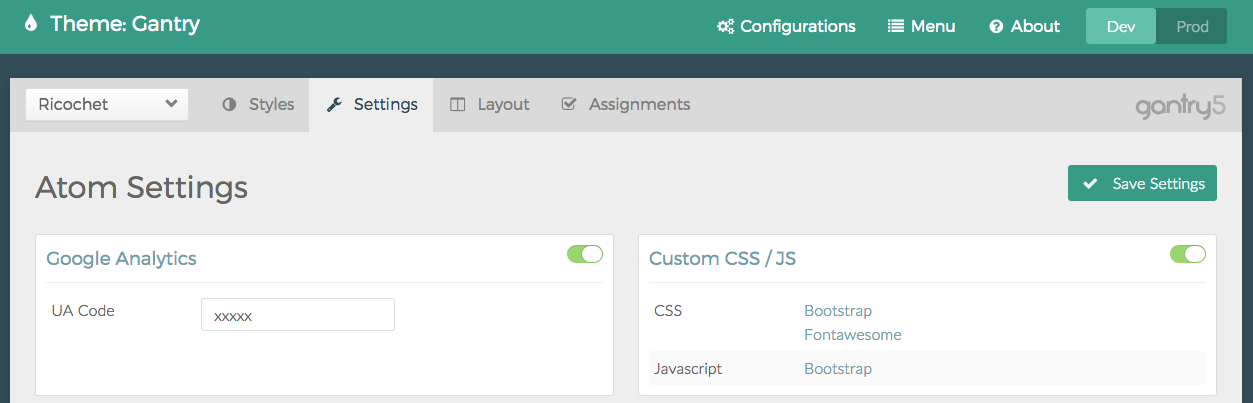 Theme: Gantry
Configurations
Menu
About
Dev
Prod
Ricochet
Styles
Settings
Layout
Assignments
gantry5
Atom Settings
Save Settings
Google Analytics
UA Code
xxxxx
Custom CSS / JS
CSS
Bootstrap
Fontawesome
Javascript
Bootstrap